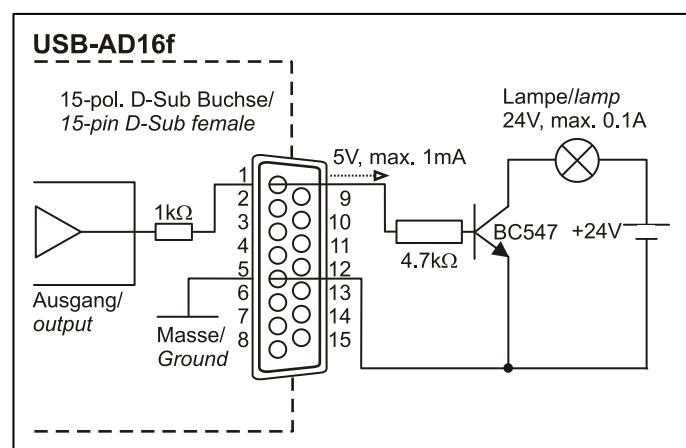 USB-AD16f
15-pol. D-Sub Buchse/
15-pin D-Sub female
1kΩ
Ausgang/
output
Masse/
Ground
1
2
3
4
5
6
7
8
9
10
11
12
13
14
15
5V, max. 1mA
4.7kΩ
BC547
Lampe/lamp
24V, max. 0.1A
+24V